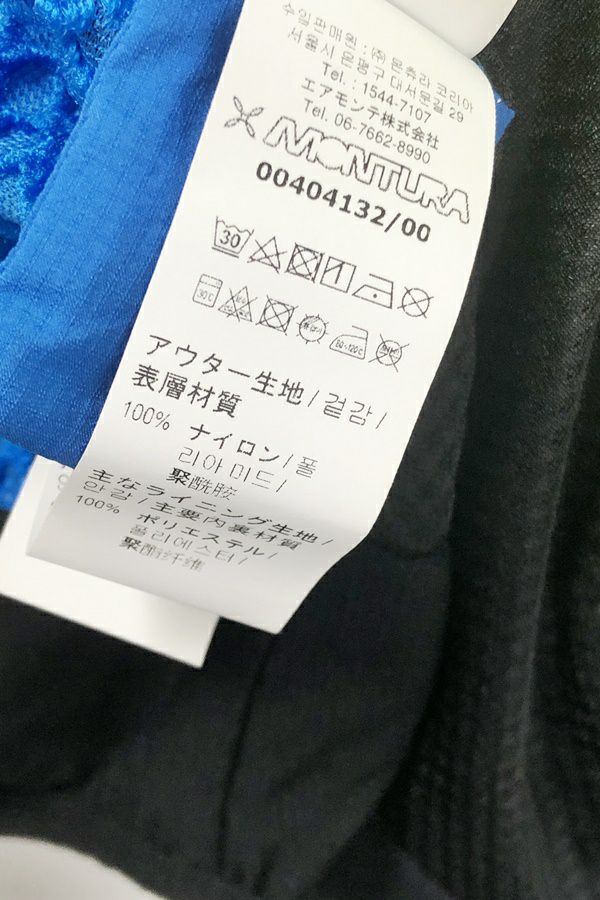 수입판매원 : ㈜ 몬츄라 코리아
서울시 은평구 대서문길 29
Tel. : 1544-7107
エアモンテ株式会社
Tel. 06-7662-8990
MONTURA
00404132/00
30
30℃ 80-120℃
アウター生地/겉감/
表層材質
100% ナイロン/폴
리아미드/
聚酰胺
主なライニング生地/
안감/主要内裏材質
100% ポリエステル/
폴리에스터/
聚酯纤维